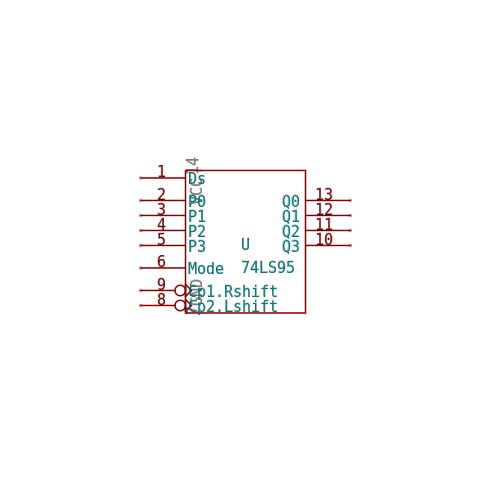 14
VCC
1 Ds
2 P0 Q0 13
3 P1 Q1 12
4 P2 Q2 11
5 P3 U Q3 10
6 Mode 74LS95
GND
9 Cp1.Rshift
8 Cp2.Lshift